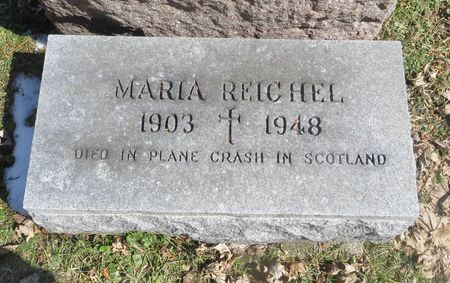 MARIA REICHEL
1903 † 1948
DIED IN PLANE CRASH IN SCOTLAND